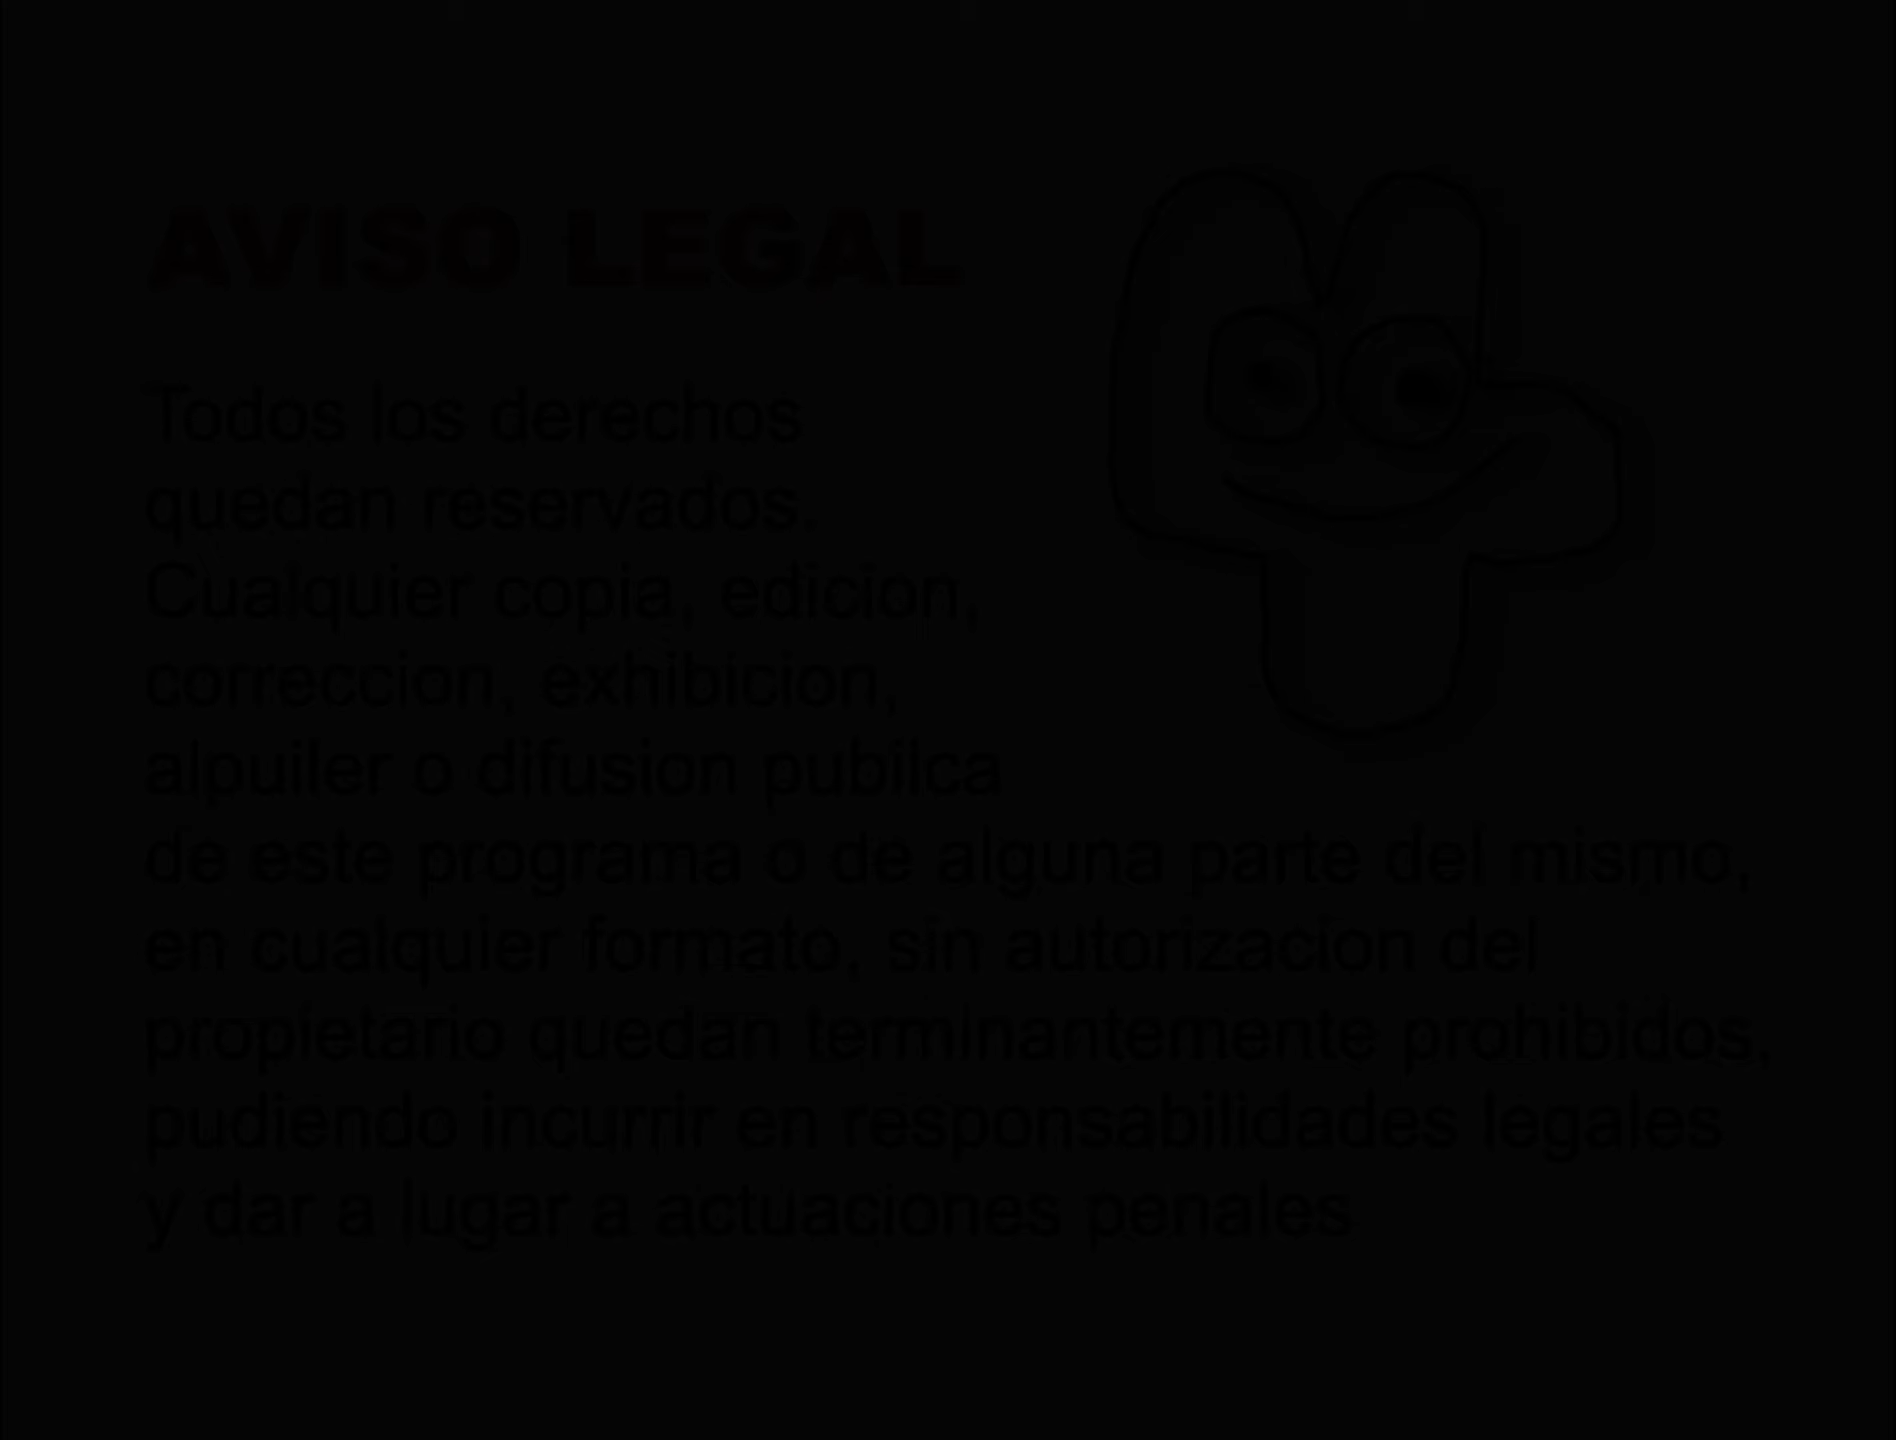 AVISO LEGAL
Todos los derechos
quedan reservados.
Cualquier copia, edicion,
correccion, exhibicion,
alpuiler o difusion pubilca
de este programa o de alguna parte del mismo,
en cualquier formato, sin autorizacion del
propietario quedan terminantemente prohibidos,
pudiendo incurrir en responsabilidades legales
y dar a lugar a actuaciones penales